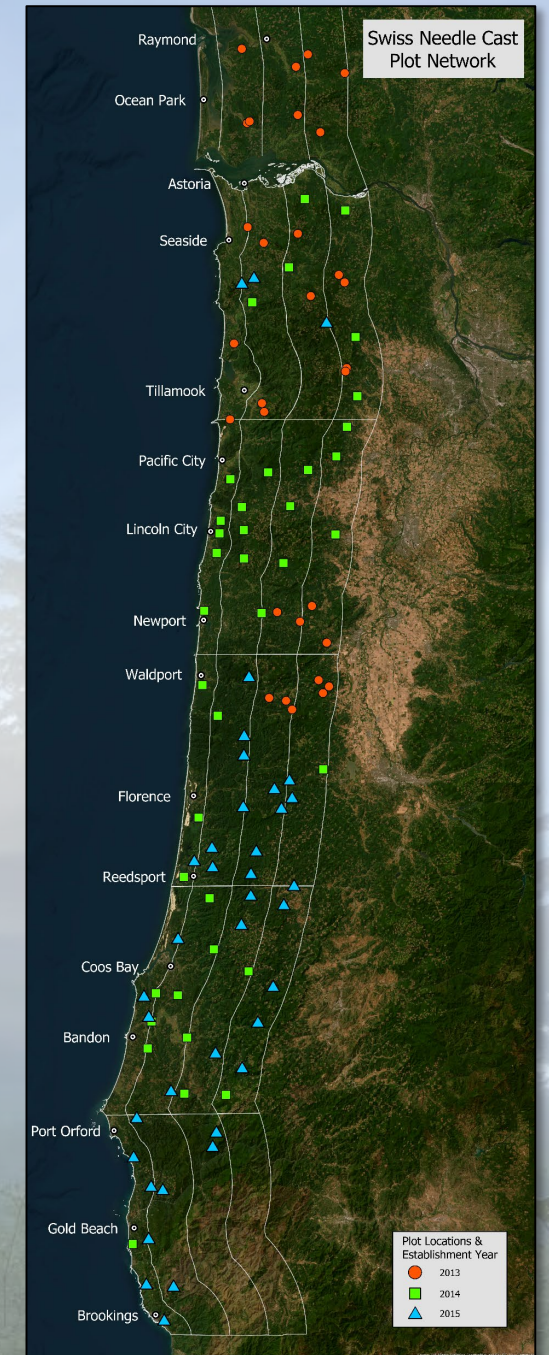 Swiss Needle Cast
Plot Network
Raymond
Ocean Park
Astoria
Seaside
Tillamook
Pacific City
Lincoln City
Newport
Waldport
Florence
Reedsport
Coos Bay
Bandon
Port Orford
Gold Beach
Brookings
Plot Locations &
Establishment Year
2013
2014
2015